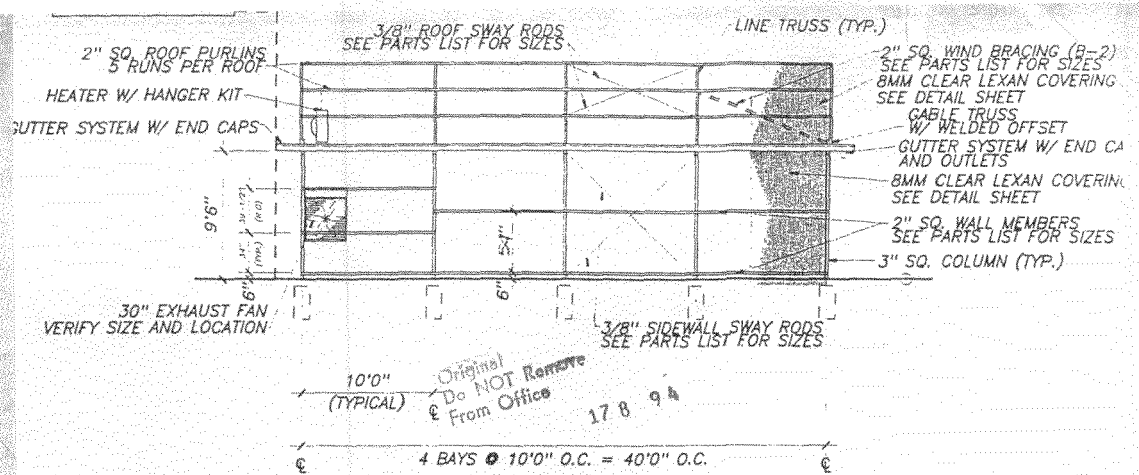 3/8" ROOF SWAY RODS
SEE PARTS LIST FOR SIZES
LINE TRUSS (TYP.)
2" SQ. ROOF PURLINS
5 RUNS PER ROOF
HEATER W/ HANGER KIT
GUTTER SYSTEM W/ END CAPS
2" SQ. WIND BRACING (B-2)
SEE PARTS LIST FOR SIZES
8MM CLEAR LEXAN COVERING
SEE DETAIL SHEET
GABLE TRUSS
W/ WELDED OFFSET
GUTTER SYSTEM W/ END CA
AND OUTLETS
8MM CLEAR LEXAN COVERING
SEE DETAIL SHEET
2" SQ. WALL MEMBERS
SEE PARTS LIST FOR SIZES
3" SQ. COLUMN (TYP.)
9'6"
6"
54"
6"
30" EXHAUST FAN
VERIFY SIZE AND LOCATION
3/8" SIDEWALL SWAY RODS
SEE PARTS LIST FOR SIZES
10'0"
(TYPICAL)
Original
Do NOT Remove
From Office
17 8 94
4 BAYS @ 10'0" O.C. = 40'0" O.C.